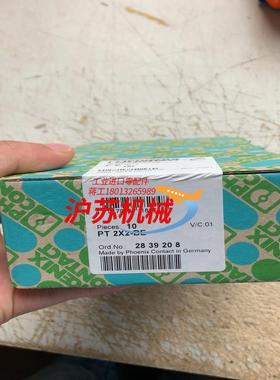 工业进口零配件
蒋工18013265989
沪苏机械
Pieces: 10
V/C.01
PT 2X2-BE
Ord.No.: 28 39 20 8
Made by Phoenix Contact in Germany
PHOENIX
CONTACT